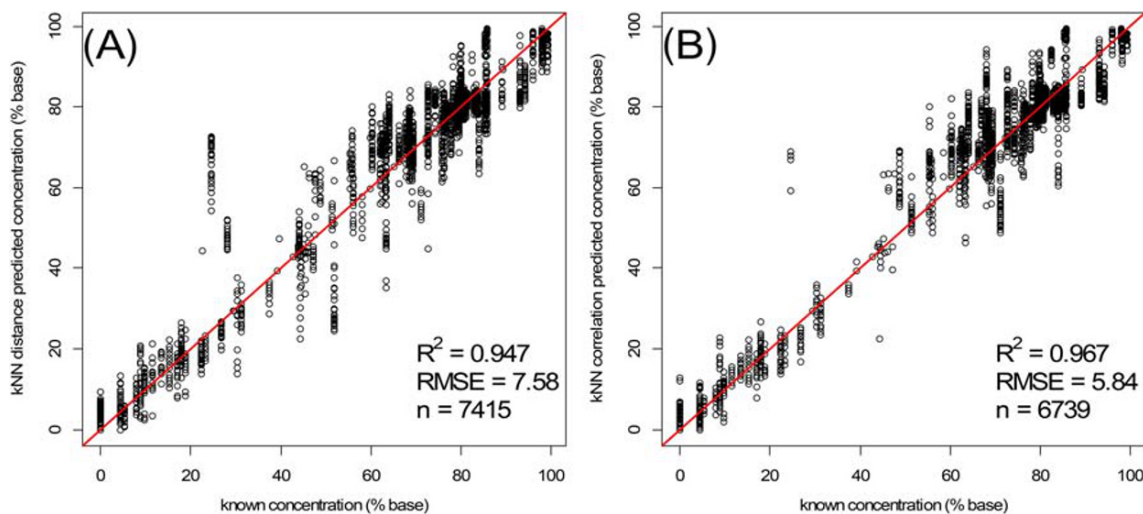 (A)
kNN distance predicted concentration (% base)
100
80
60
40
20
0
R² = 0.947
RMSE = 7.58
n = 7415
0 20 40 60 80 100
known concentration (% base)
(B)
kNN correlation predicted concentration (% base)
100
80
60
40
20
0
R² = 0.967
RMSE = 5.84
n = 6739
0 20 40 60 80 100
known concentration (% base)